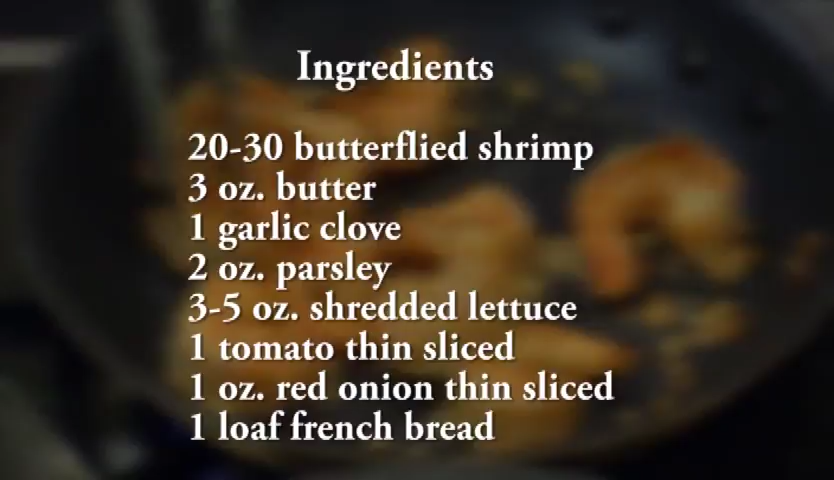 Ingredients
20-30 butterflied shrimp
3 oz. butter
1 garlic clove
2 oz. parsley
3-5 oz. shredded lettuce
1 tomato thin sliced
1 oz. red onion thin sliced
1 loaf french bread